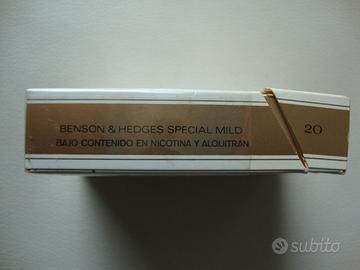 BENSON & HEDGES SPECIAL MILD
20
BAJO CONTENIDO EN NICOTINA Y ALQUITRAN
subito